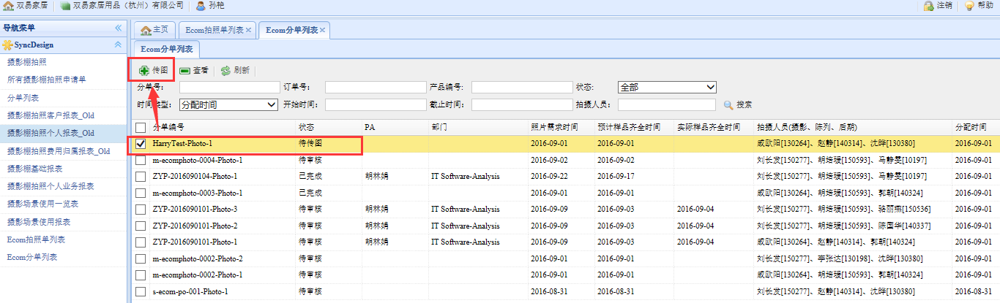 双易家居 双易家居用品（杭州）有限公司 孙艳 注销 帮助
导航菜单
SyncDesign
摄影棚拍照
所有摄影棚拍照申请单
分单列表
摄影棚拍照客户报表_Old
摄影棚拍照个人报表_Old
摄影棚拍照费用归属报表_Old
摄影棚基础报表
摄影棚拍照个人业务报表
摄影场景使用一览表
摄影场景使用报表
Ecom拍照单列表
Ecom分单列表
主页 Ecom拍照单列表 Ecom分单列表
Ecom分单列表
传图 查看 刷新
分单号: 订单号: 产品编号: 状态: 全部
时间类型: 分配时间 开始时间: 截止时间: 拍摄人员: 搜索
分单编号 状态 PA 部门 照片需求时间 预计样品齐全时间 实际样品齐全时间 拍摄人员(摄影、陈列、后期) 分配时间
HarryTest-Photo-1 待传图 2016-09-01 2016-09-01 戚欧阳[130264]、赵静[140314]、沈晔[130380] 2016-09-01
m-ecomphoto-0004-Photo-1 待审核 2016-09-02 2016-09-02 刘长发[150277]、胡培瑷[150593]、马静雯[10197] 2016-09-01
ZYP-2016090104-Photo-1 已完成 胡林娟 IT Software-Analysis 2016-09-22 2016-09-17 刘长发[150277]、胡培瑷[150593]、马静雯[10197] 2016-09-01
m-ecomphoto-0003-Photo-1 已完成 2016-09-01 2016-09-01 戚欧阳[130264]、胡培瑷[150593]、郭朝[140324] 2016-09-01
ZYP-2016090101-Photo-3 待审核 胡林娟 IT Software-Analysis 2016-09-09 2016-09-03 2016-09-04 刘长发[150277]、胡培瑷[150593]、骆丽燕[150536] 2016-09-01
ZYP-2016090101-Photo-2 待审核 胡林娟 IT Software-Analysis 2016-09-09 2016-09-03 2016-09-04 刘长发[150277]、胡培瑷[150593]、陈国华[140337] 2016-09-01
ZYP-2016090101-Photo-1 待审核 胡林娟 IT Software-Analysis 2016-09-09 2016-09-03 2016-09-04 戚欧阳[130264]、赵静[140314]、郭朝[140324] 2016-09-01
m-ecomphoto-0002-Photo-2 待审核 2016-09-01 2016-09-01 刘长发[150277]、李张达[130198]、沈晔[130380] 2016-09-01
m-ecomphoto-0002-Photo-1 待审核 2016-09-01 2016-09-01 戚欧阳[130264]、胡培瑷[150593]、郭朝[140324] 2016-09-01
s-ecom-po-001-Photo-1 待审核 2016-08-31 2016-08-31 刘长发[150277]、赵静[140314]、沈晔[130380] 2016-08-31